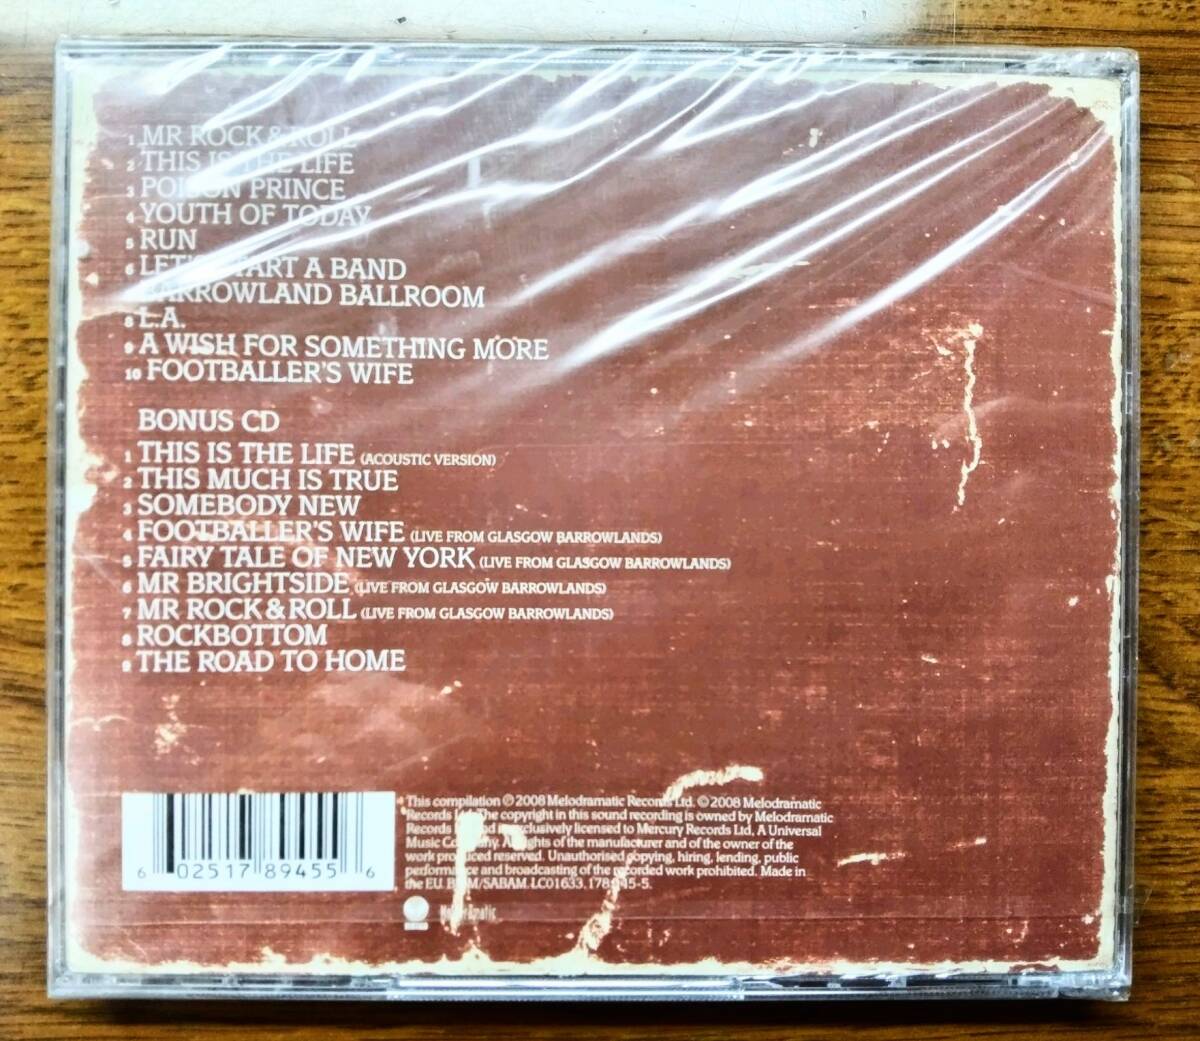 1 MR ROCK & ROLL
2 THIS IS THE LIFE
3 POISON PRINCE
4 YOUTH OF TODAY
5 RUN
6 LET'S START A BAND
BARROWLAND BALLROOM
8 L.A.
9 A WISH FOR SOMETHING MORE
10 FOOTBALLER'S WIFE
BONUS CD
1 THIS IS THE LIFE (ACOUSTIC VERSION)
2 THIS MUCH IS TRUE
3 SOMEBODY NEW
4 FOOTBALLER'S WIFE (LIVE FROM GLASGOW BARROWLANDS)
5 FAIRY TALE OF NEW YORK (LIVE FROM GLASGOW BARROWLANDS)
6 MR BRIGHTSIDE (LIVE FROM GLASGOW BARROWLANDS)
7 MR ROCK & ROLL (LIVE FROM GLASGOW BARROWLANDS)
8 ROCKBOTTOM
9 THE ROAD TO HOME
This compilation ℗ 2008 Melodramatic Records Ltd. © 2008 Melodramatic
Records Ltd. The copyright in this sound recording is owned by Melodramatic
Records Ltd and is exclusively licensed to Mercury Records Ltd, A Universal
Music Company. All rights of the manufacturer and of the owner of the
work produced reserved. Unauthorised copying, hiring, lending, public
performance and broadcasting of the recorded work prohibited. Made in
the EU. BIEM/SABAM. LC01633.
6 02517 89455 6
Melodramatic